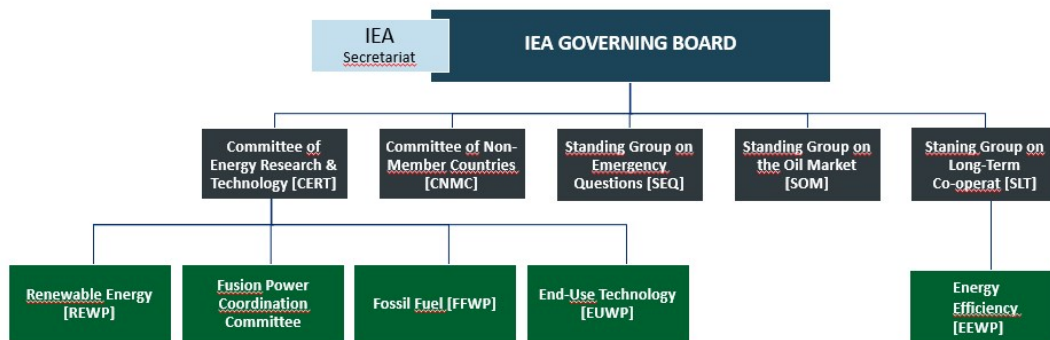 IEA
Secretariat
IEA GOVERNING BOARD
Committee of
Energy Research &
Technology [CERT]
Committee of Non-
Member Countries
[CNMC]
Standing Group on
Emergency
Questions [SEQ]
Standing Group on
the Oil Market
[SOM]
Staning Group on
Long-Term
Co-operat [SLT]
Renewable Energy
[REWP]
Fusion Power
Coordination
Committee
Fossil Fuel [FFWP]
End-Use Technology
[EUWP]
Energy
Efficiency
[EEWP]